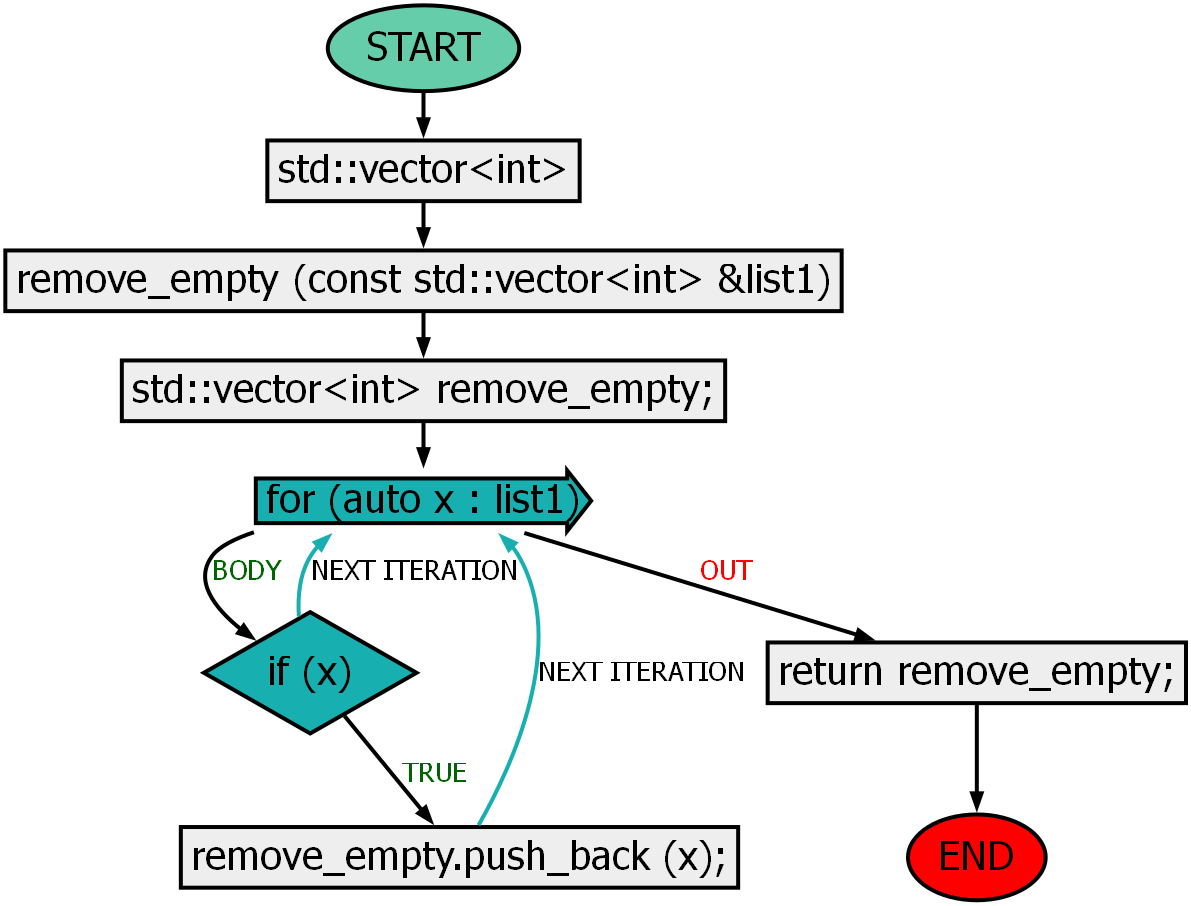 START
std::vector<int>
remove_empty (const std::vector<int> &list1)
std::vector<int> remove_empty;
for (auto x : list1)
BODY
NEXT ITERATION
OUT
if (x)
NEXT ITERATION
return remove_empty;
TRUE
remove_empty.push_back (x);
END